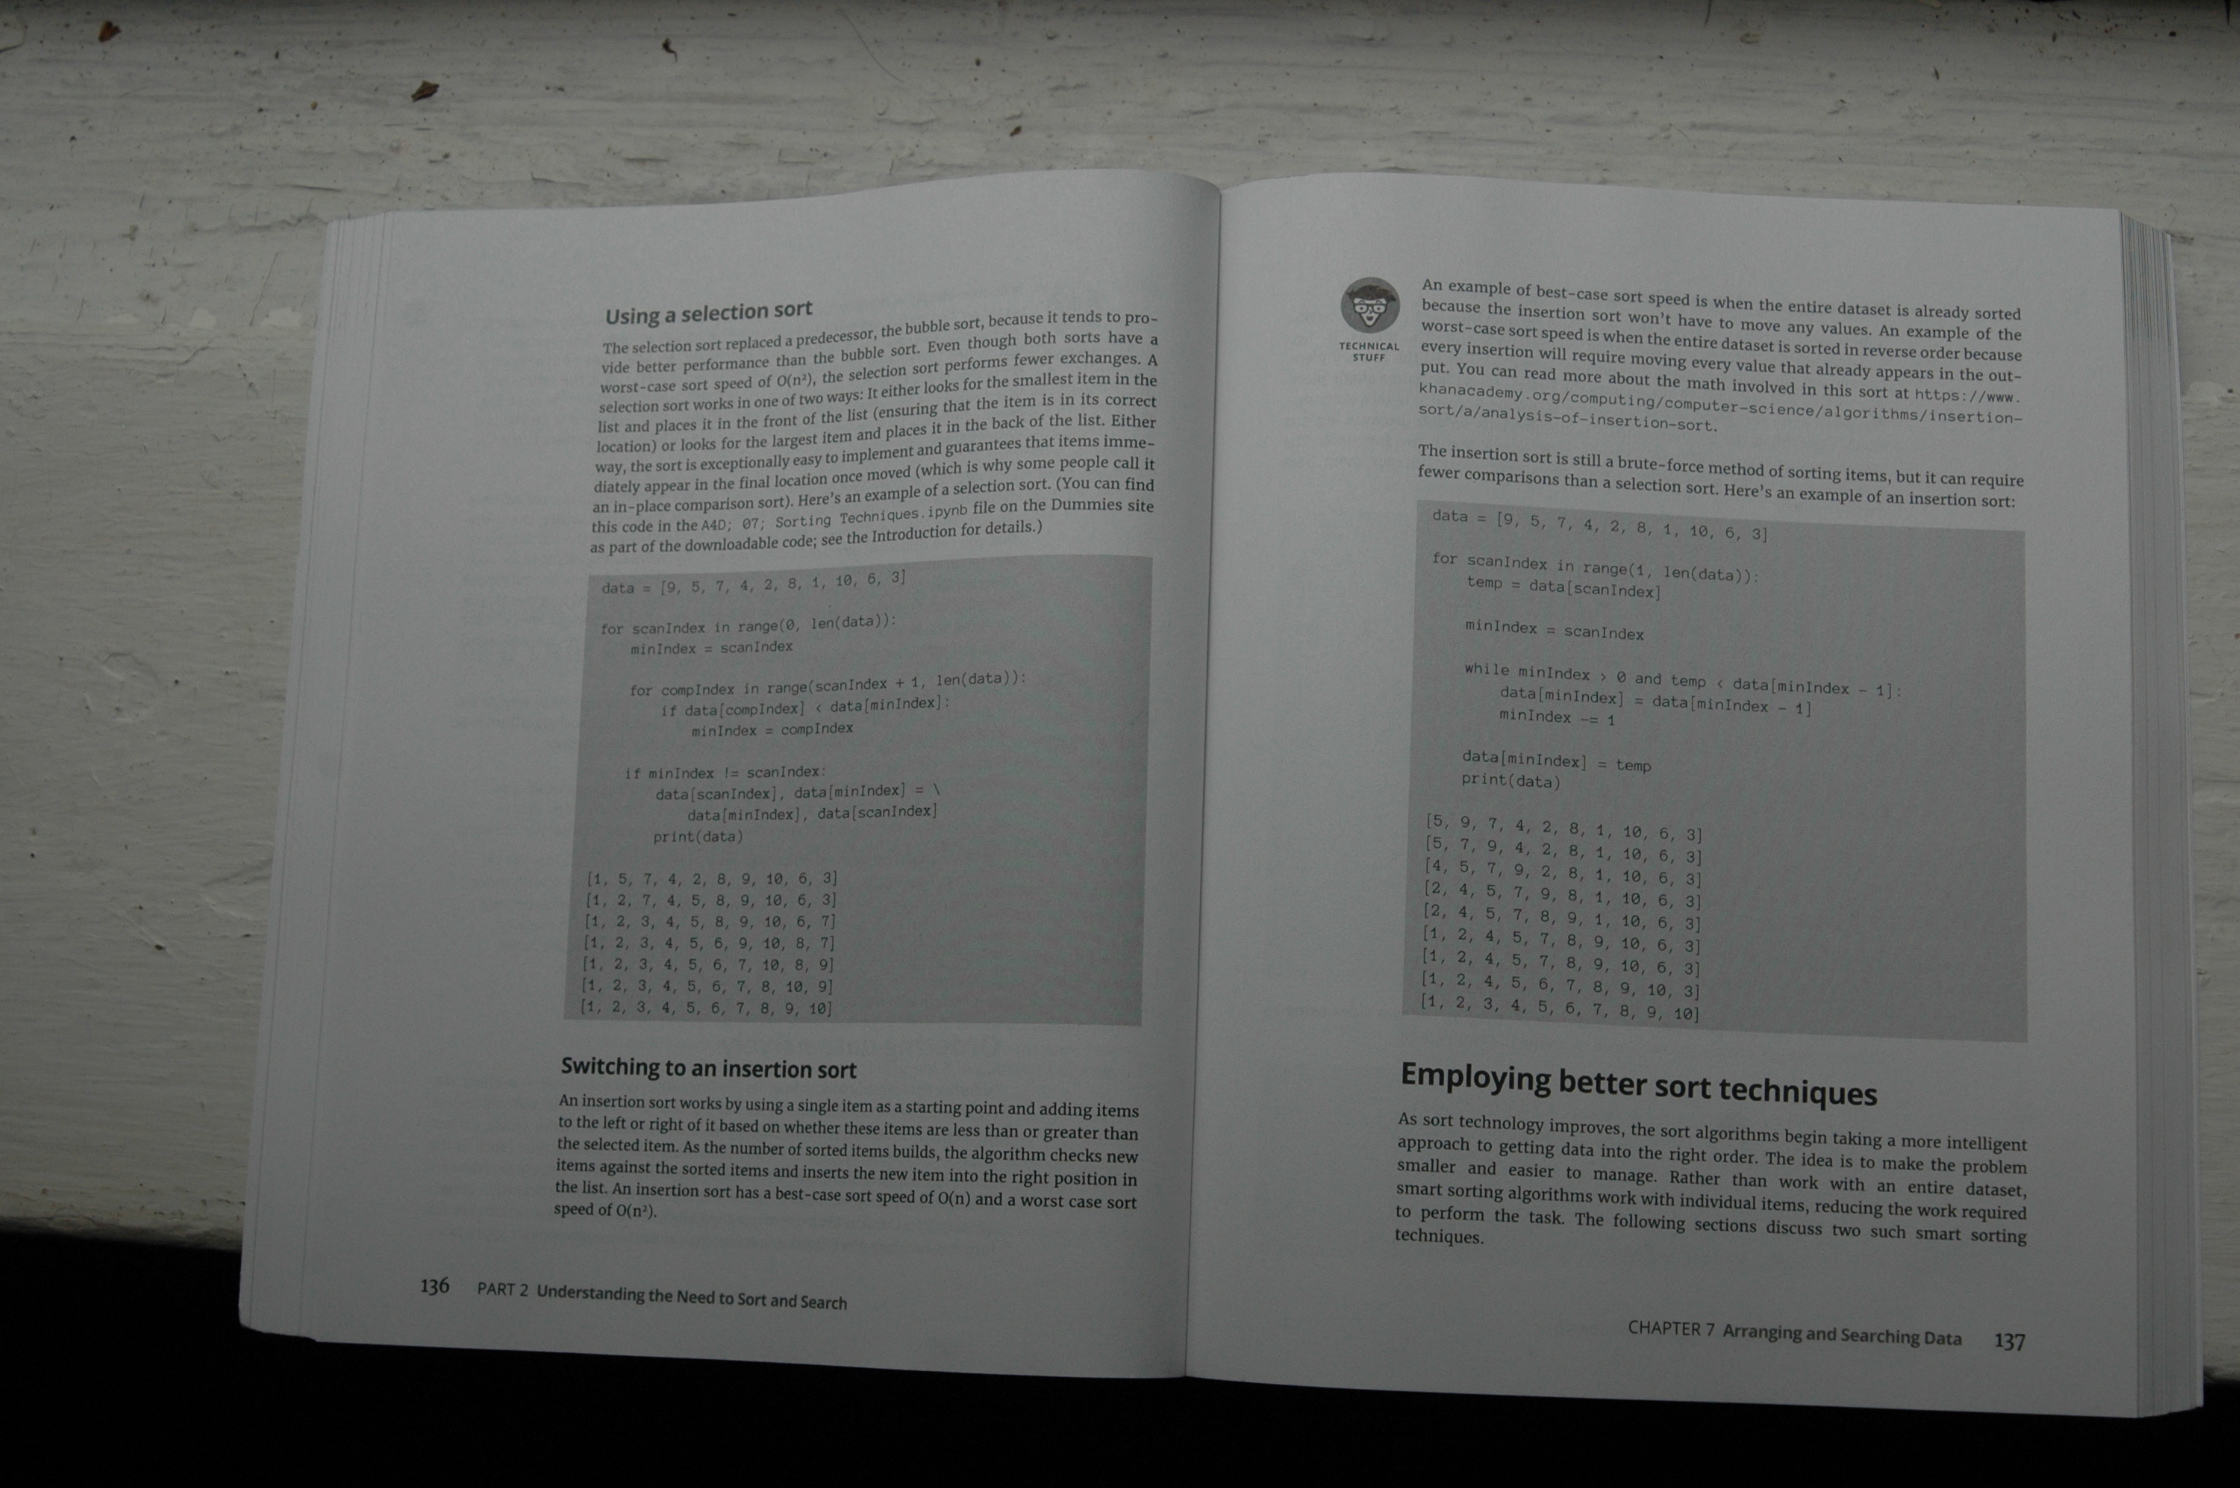 Using a selection sort
The selection sort replaced a predecessor, the bubble sort, because it tends to pro-
vide better performance than the bubble sort. Even though both sorts have a
worst-case sort speed of O(n²), the selection sort performs fewer exchanges. A
selection sort works in one of two ways: It either looks for the smallest item in the
list and places it in the front of the list (ensuring that the item is in its correct
location) or looks for the largest item and places it in the back of the list. Either
way, the sort is exceptionally easy to implement and guarantees that items imme-
diately appear in the final location once moved (which is why some people call it
an in-place comparison sort). Here's an example of a selection sort. (You can find
this code in the A4D; 07; Sorting Techniques.ipynb file on the Dummies site
as part of the downloadable code; see the Introduction for details.)
data = [9, 5, 7, 4, 2, 8, 1, 10, 6, 3]
for scanIndex in range(0, len(data)):
    minIndex = scanIndex
    for compIndex in range(scanIndex + 1, len(data)):
        if data[compIndex] < data[minIndex]:
            minIndex = compIndex
    if minIndex != scanIndex:
        data[scanIndex], data[minIndex] = \
            data[minIndex], data[scanIndex]
        print(data)
[1, 5, 7, 4, 2, 8, 9, 10, 6, 3]
[1, 2, 7, 4, 5, 8, 9, 10, 6, 3]
[1, 2, 3, 4, 5, 8, 9, 10, 6, 7]
[1, 2, 3, 4, 5, 6, 9, 10, 8, 7]
[1, 2, 3, 4, 5, 6, 7, 10, 8, 9]
[1, 2, 3, 4, 5, 6, 7, 8, 10, 9]
[1, 2, 3, 4, 5, 6, 7, 8, 9, 10]
Switching to an insertion sort
An insertion sort works by using a single item as a starting point and adding items
to the left or right of it based on whether these items are less than or greater than
the selected item. As the number of sorted items builds, the algorithm checks new
items against the sorted items and inserts the new item into the right position in
the list. An insertion sort has a best-case sort speed of O(n) and a worst case sort
speed of O(n²).
136 PART 2 Understanding the Need to Sort and Search
TECHNICAL
STUFF
An example of best-case sort speed is when the entire dataset is already sorted
because the insertion sort won't have to move any values. An example of the
worst-case sort speed is when the entire dataset is sorted in reverse order because
every insertion will require moving every value that already appears in the out-
put. You can read more about the math involved in this sort at https://www.
khanacademy.org/computing/computer-science/algorithms/insertion-
sort/a/analysis-of-insertion-sort.
The insertion sort is still a brute-force method of sorting items, but it can require
fewer comparisons than a selection sort. Here's an example of an insertion sort:
data = [9, 5, 7, 4, 2, 8, 1, 10, 6, 3]
for scanIndex in range(1, len(data)):
    temp = data[scanIndex]
    minIndex = scanIndex
    while minIndex > 0 and temp < data[minIndex - 1]:
        data[minIndex] = data[minIndex - 1]
        minIndex -= 1
    data[minIndex] = temp
    print(data)
[5, 9, 7, 4, 2, 8, 1, 10, 6, 3]
[5, 7, 9, 4, 2, 8, 1, 10, 6, 3]
[4, 5, 7, 9, 2, 8, 1, 10, 6, 3]
[2, 4, 5, 7, 9, 8, 1, 10, 6, 3]
[2, 4, 5, 7, 8, 9, 1, 10, 6, 3]
[1, 2, 4, 5, 7, 8, 9, 10, 6, 3]
[1, 2, 4, 5, 7, 8, 9, 10, 6, 3]
[1, 2, 4, 5, 6, 7, 8, 9, 10, 3]
[1, 2, 3, 4, 5, 6, 7, 8, 9, 10]
Employing better sort techniques
As sort technology improves, the sort algorithms begin taking a more intelligent
approach to getting data into the right order. The idea is to make the problem
smaller and easier to manage. Rather than work with an entire dataset,
smart sorting algorithms work with individual items, reducing the work required
to perform the task. The following sections discuss two such smart sorting
techniques.
CHAPTER 7 Arranging and Searching Data 137